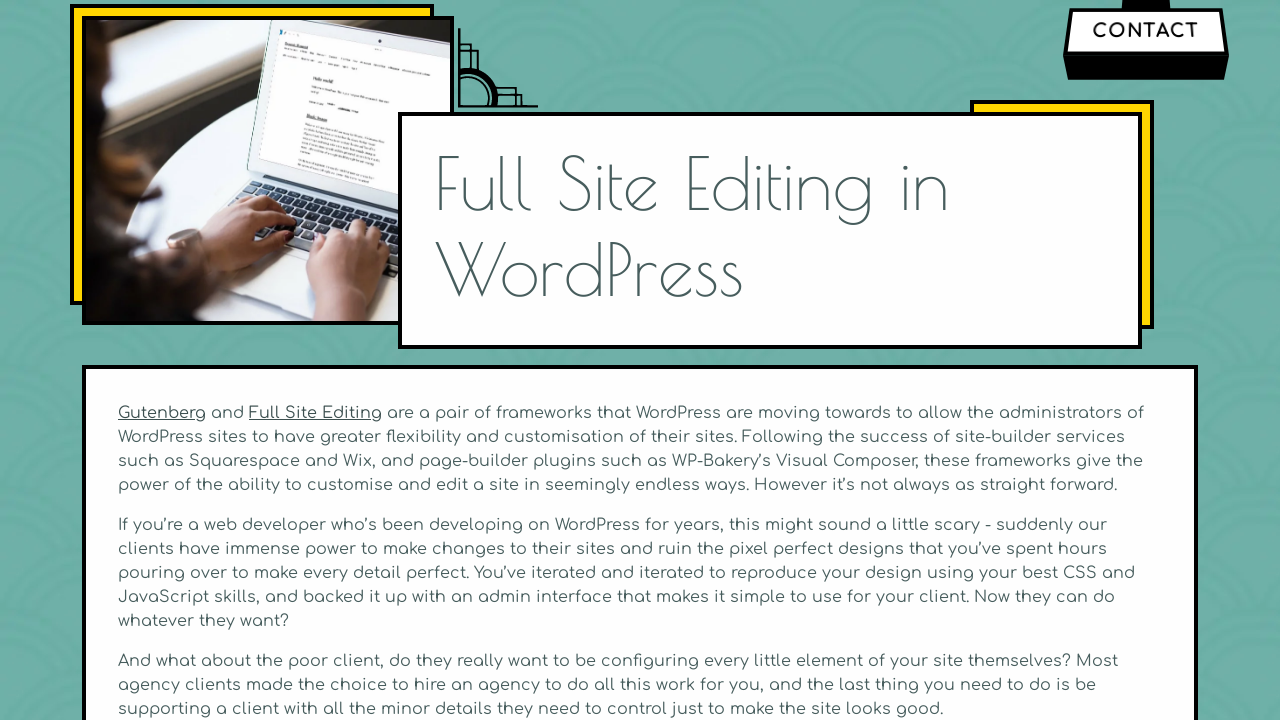 CONTACT
Full Site Editing in
WordPress
Gutenberg and Full Site Editing are a pair of frameworks that WordPress are moving towards to allow the administrators of
WordPress sites to have greater flexibility and customisation of their sites. Following the success of site-builder services
such as Squarespace and Wix, and page-builder plugins such as WP-Bakery’s Visual Composer, these frameworks give the
power of the ability to customise and edit a site in seemingly endless ways. However it’s not always as straight forward.
If you’re a web developer who’s been developing on WordPress for years, this might sound a little scary - suddenly our
clients have immense power to make changes to their sites and ruin the pixel perfect designs that you’ve spent hours
pouring over to make every detail perfect. You’ve iterated and iterated to reproduce your design using your best CSS and
JavaScript skills, and backed it up with an admin interface that makes it simple to use for your client. Now they can do
whatever they want?
And what about the poor client, do they really want to be configuring every little element of your site themselves? Most
agency clients made the choice to hire an agency to do all this work for you, and the last thing you need to do is be
supporting a client with all the minor details they need to control just to make the site looks good.